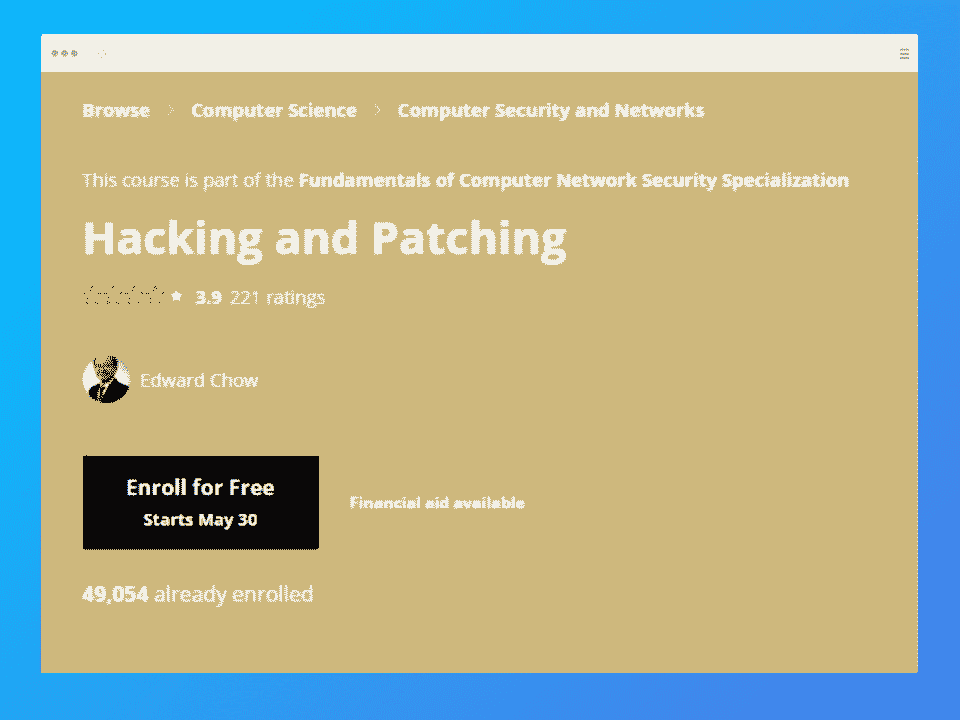 Browse > Computer Science > Computer Security and Networks
This course is part of the Fundamentals of Computer Network Security Specialization
Hacking and Patching
3.9 221 ratings
Edward Chow
Enroll for Free
Starts May 30
Financial aid available
49,054 already enrolled